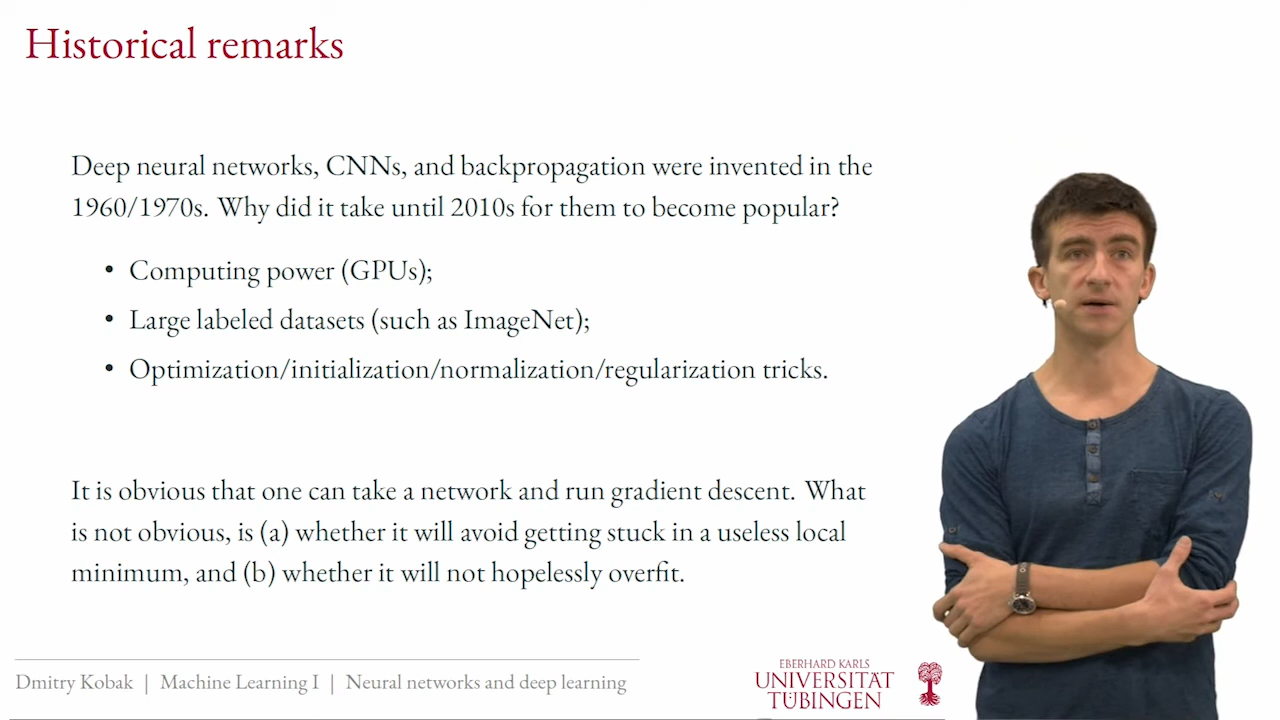 Historical remarks
Deep neural networks, CNNs, and backpropagation were invented in the
1960/1970s. Why did it take until 2010s for them to become popular?
• Computing power (GPUs);
• Large labeled datasets (such as ImageNet);
• Optimization/initialization/normalization/regularization tricks.
It is obvious that one can take a network and run gradient descent. What
is not obvious, is (a) whether it will avoid getting stuck in a useless local
minimum, and (b) whether it will not hopelessly overfit.
Dmitry Kobak | Machine Learning I | Neural networks and deep learning
EBERHARD KARLS
UNIVERSITÄT
TÜBINGEN